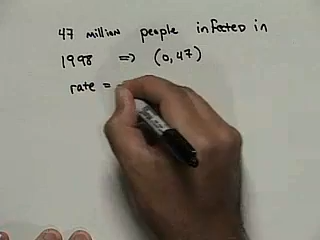 47 million people infected in
1998 => (0,47)
rate =